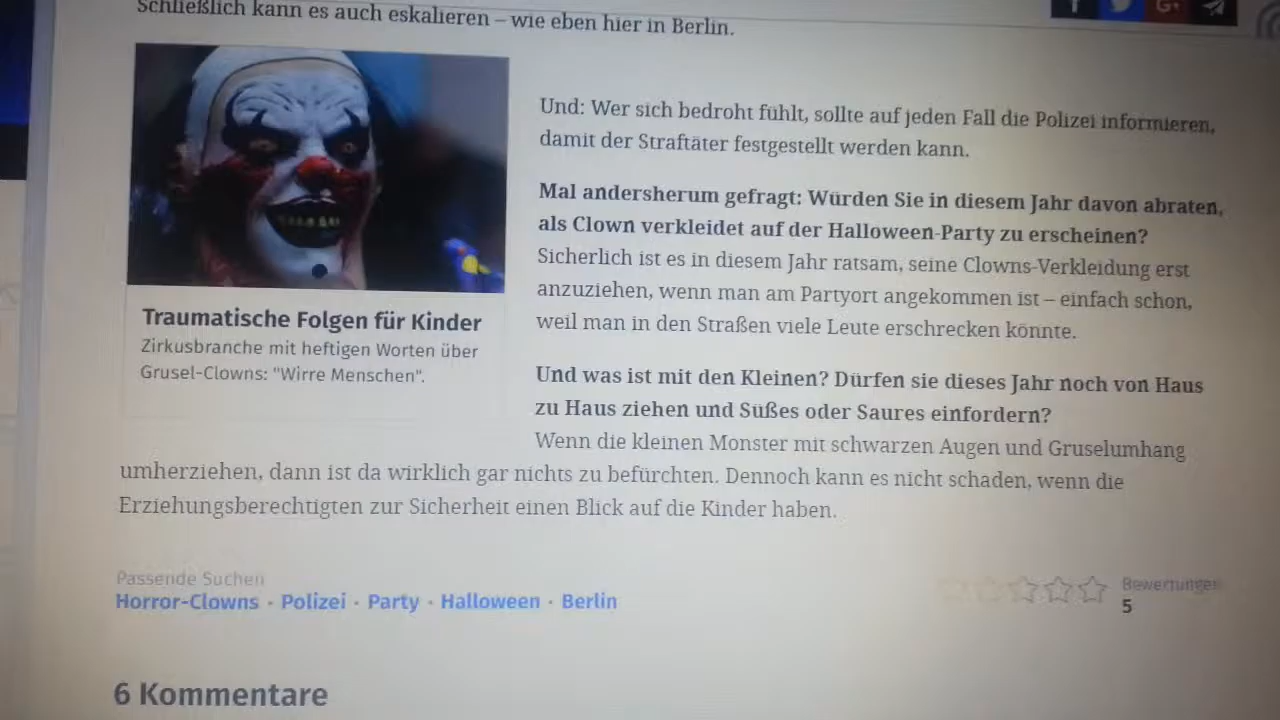 Schließlich kann es auch eskalieren – wie eben hier in Berlin.
Und: Wer sich bedroht fühlt, sollte auf jeden Fall die Polizei informieren,
damit der Straftäter festgestellt werden kann.
Mal andersherum gefragt: Würden Sie in diesem Jahr davon abraten,
als Clown verkleidet auf der Halloween-Party zu erscheinen?
Sicherlich ist es in diesem Jahr ratsam, seine Clowns-Verkleidung erst
anzuziehen, wenn man am Partyort angekommen ist – einfach schon,
weil man in den Straßen viele Leute erschrecken könnte.
Traumatische Folgen für Kinder
Zirkusbranche mit heftigen Worten über
Grusel-Clowns: "Wirre Menschen".
Und was ist mit den Kleinen? Dürfen sie dieses Jahr noch von Haus
zu Haus ziehen und Süßes oder Saures einfordern?
Wenn die kleinen Monster mit schwarzen Augen und Gruselumhang
umherziehen, dann ist da wirklich gar nichts zu befürchten. Dennoch kann es nicht schaden, wenn die
Erziehungsberechtigten zur Sicherheit einen Blick auf die Kinder haben.
Passende Suchen
Horror-Clowns · Polizei · Party · Halloween · Berlin
Bewertungen
5
6 Kommentare